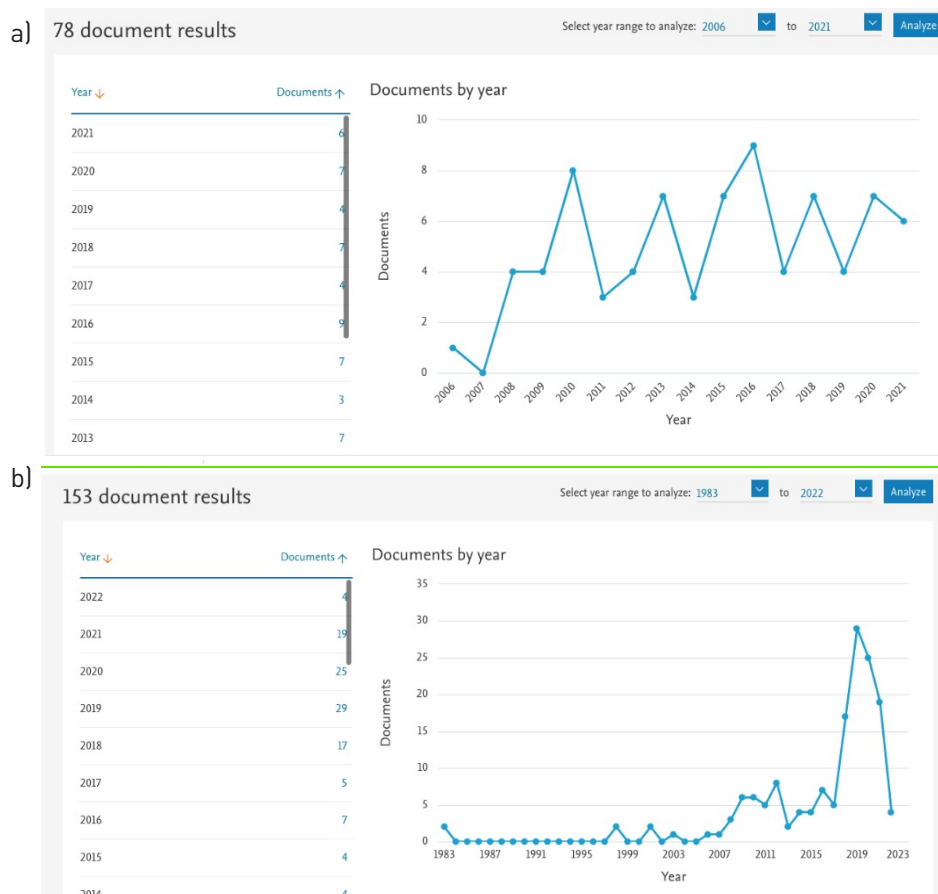 a)
78 document results
Select year range to analyze: 2006 to 2021 Analyze
Year Documents
2021 6
2020 7
2019 4
2018 7
2017 4
2016 9
2015 7
2014 3
2013 7
Documents by year
10
8
6
4
2
0
Documents
2006 2007 2008 2009 2010 2011 2012 2013 2014 2015 2016 2017 2018 2019 2020 2021
Year
b)
153 document results
Select year range to analyze: 1983 to 2022 Analyze
Year Documents
2022 4
2021 19
2020 25
2019 29
2018 17
2017 5
2016 7
2015 4
2014 4
Documents by year
35
30
25
20
15
10
5
0
Documents
1983 1987 1991 1995 1999 2003 2007 2011 2015 2019 2023
Year